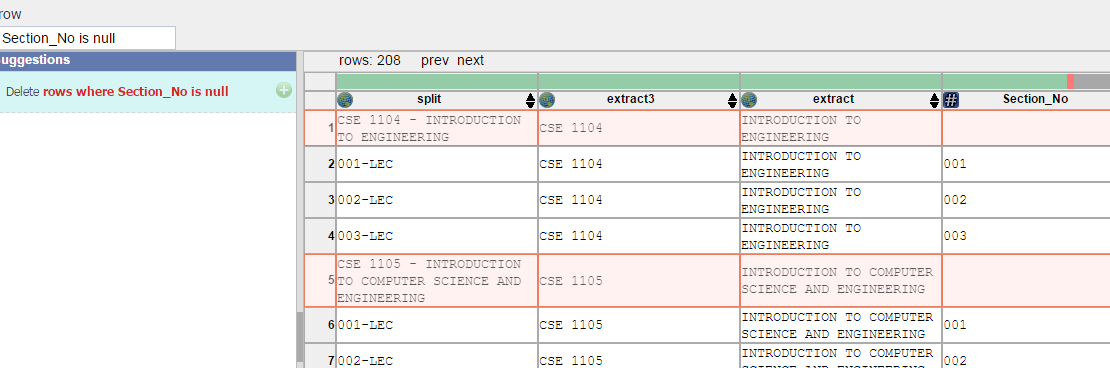 row
Section_No is null
uggestions
Delete rows where Section_No is null
rows: 208 prev next
split extract3 extract # Section_No
1 CSE 1104 - INTRODUCTION TO ENGINEERING CSE 1104 INTRODUCTION TO ENGINEERING
2 001-LEC CSE 1104 INTRODUCTION TO ENGINEERING 001
3 002-LEC CSE 1104 INTRODUCTION TO ENGINEERING 002
4 003-LEC CSE 1104 INTRODUCTION TO ENGINEERING 003
5 CSE 1105 - INTRODUCTION TO COMPUTER SCIENCE AND ENGINEERING CSE 1105 INTRODUCTION TO COMPUTER SCIENCE AND ENGINEERING
6 001-LEC CSE 1105 INTRODUCTION TO COMPUTER SCIENCE AND ENGINEERING 001
7 002-LEC CSE 1105 INTRODUCTION TO COMPUTER 002